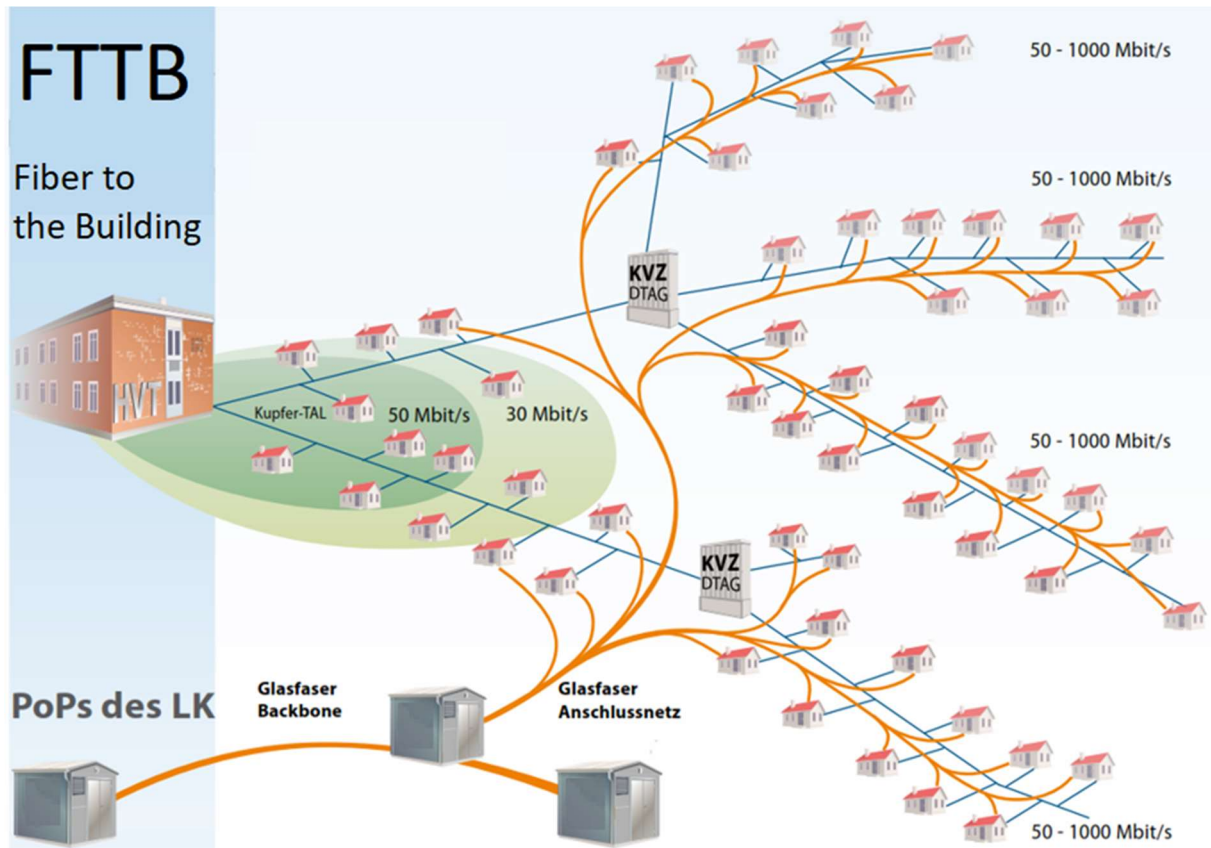 FTTB
Fiber to
the Building
HVT
Kupfer-TAL
50 Mbit/s
30 Mbit/s
KVZ
DTAG
KVZ
DTAG
50 - 1000 Mbit/s
50 - 1000 Mbit/s
50 - 1000 Mbit/s
50 - 1000 Mbit/s
PoPs des LK
Glasfaser
Backbone
Glasfaser
Anschlussnetz